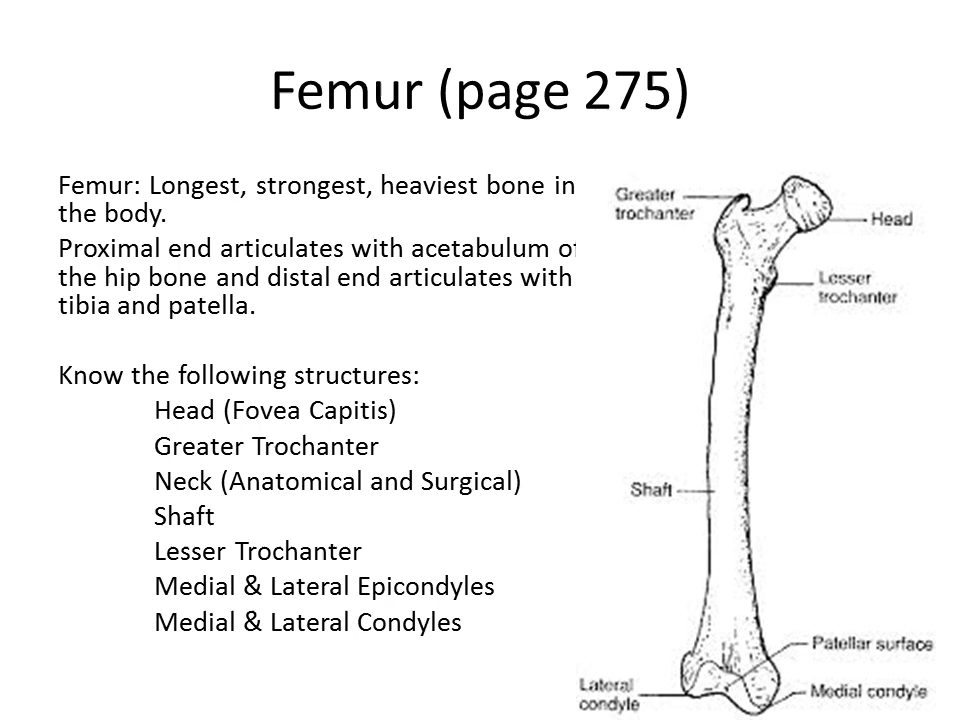 Femur (page 275)
Femur: Longest, strongest, heaviest bone in
the body.
Proximal end articulates with acetabulum of
the hip bone and distal end articulates with
tibia and patella.
Know the following structures:
Head (Fovea Capitis)
Greater Trochanter
Neck (Anatomical and Surgical)
Shaft
Lesser Trochanter
Medial & Lateral Epicondyles
Medial & Lateral Condyles
Greater
trochanter
Head
Lesser
trochanter
Shaft
Patellar surface
Lateral
condyle
Medial condyle